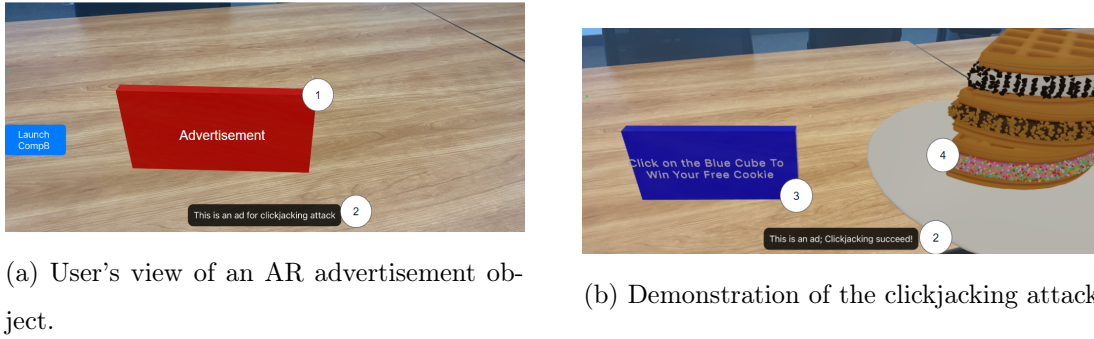 Launch
CompB
Advertisement
1
This is an ad for clickjacking attack
2
(a) User's view of an AR advertisement ob-
ject.
Click on the Blue Cube To
Win Your Free Cookie
3
4
This is an ad; Clickjacking succeed!
2
(b) Demonstration of the clickjacking attack